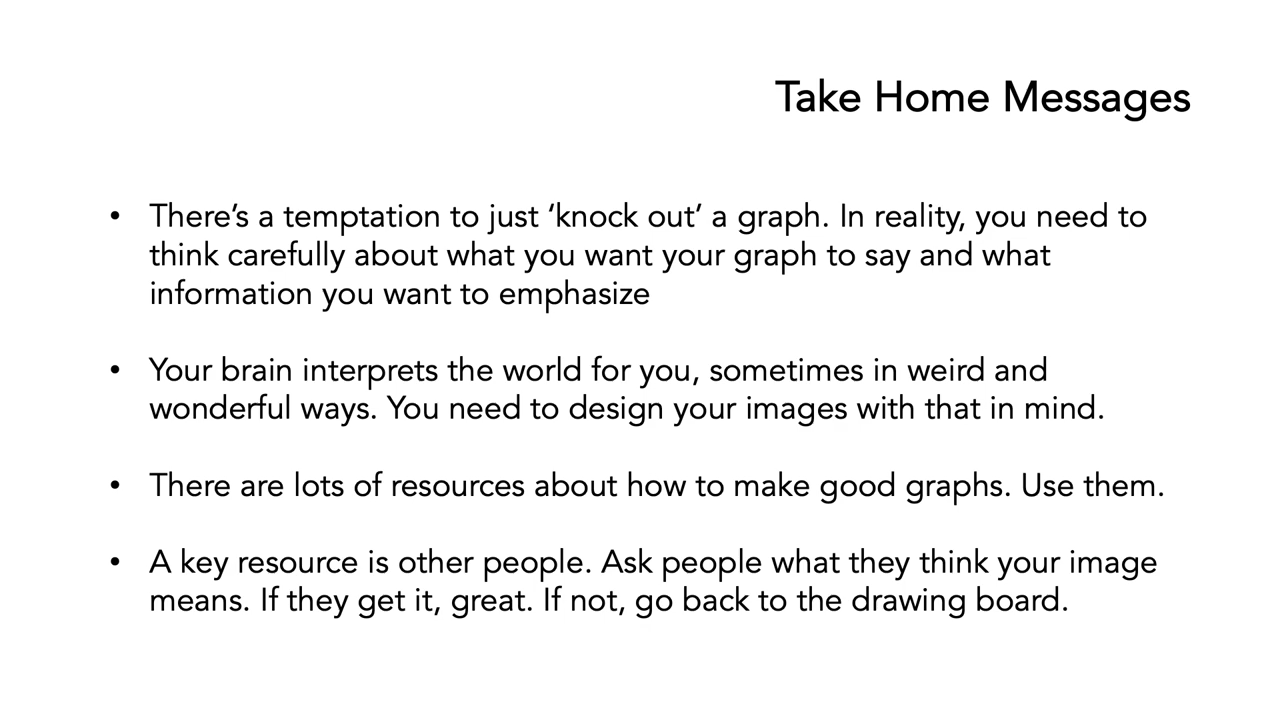 Take Home Messages
• There’s a temptation to just ‘knock out’ a graph. In reality, you need to
think carefully about what you want your graph to say and what
information you want to emphasize
• Your brain interprets the world for you, sometimes in weird and
wonderful ways. You need to design your images with that in mind.
• There are lots of resources about how to make good graphs. Use them.
• A key resource is other people. Ask people what they think your image
means. If they get it, great. If not, go back to the drawing board.